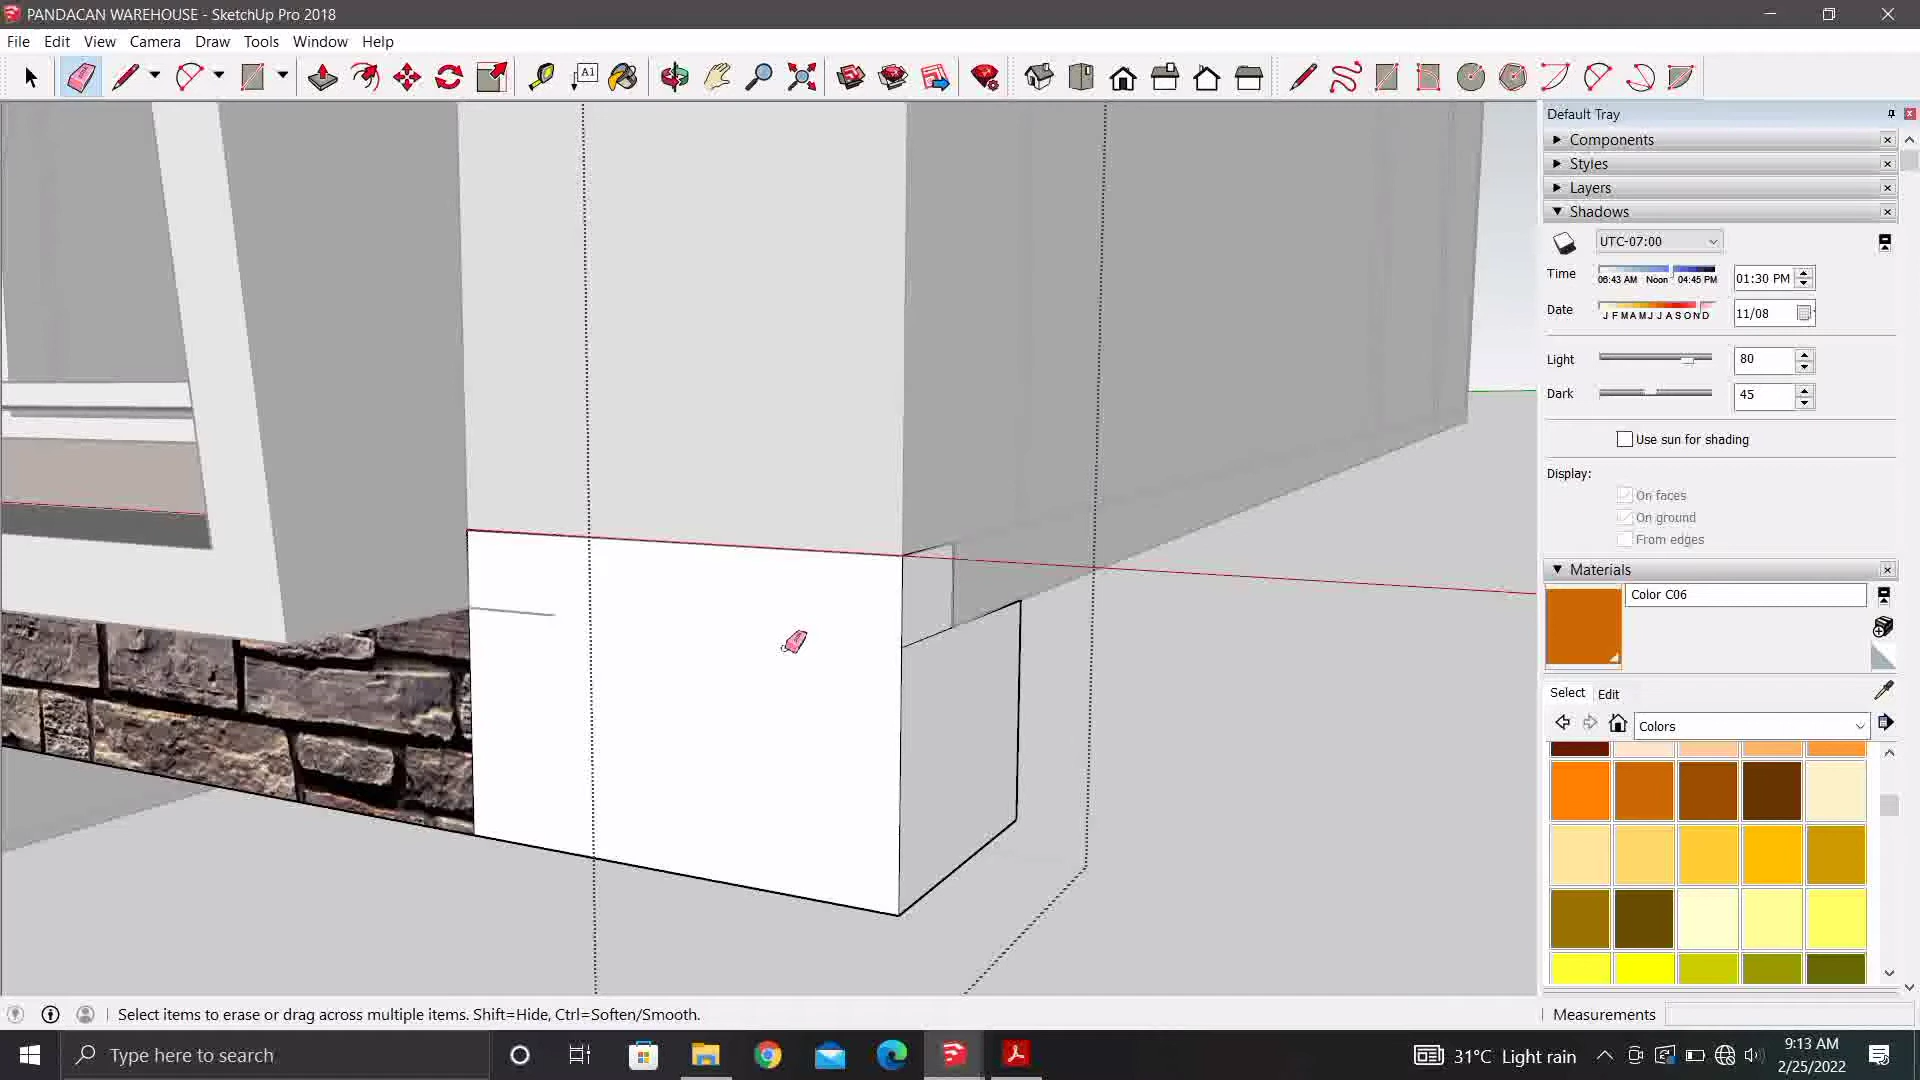 PANDACAN WAREHOUSE - SketchUp Pro 2018
File Edit View Camera Draw Tools Window Help
A1
Default Tray
Components
Styles
Layers
Shadows
UTC-07:00
Time
06:43 AM Noon 04:45 PM
01:30 PM
Date
J F M A M J J A S O N D
11/08
Light
80
Dark
45
Use sun for shading
Display:
On faces
On ground
From edges
Materials
Color C06
Select Edit
Colors
Select items to erase or drag across multiple items. Shift=Hide, Ctrl=Soften/Smooth.
Measurements
Type here to search
31°C Light rain
9:13 AM
2/25/2022